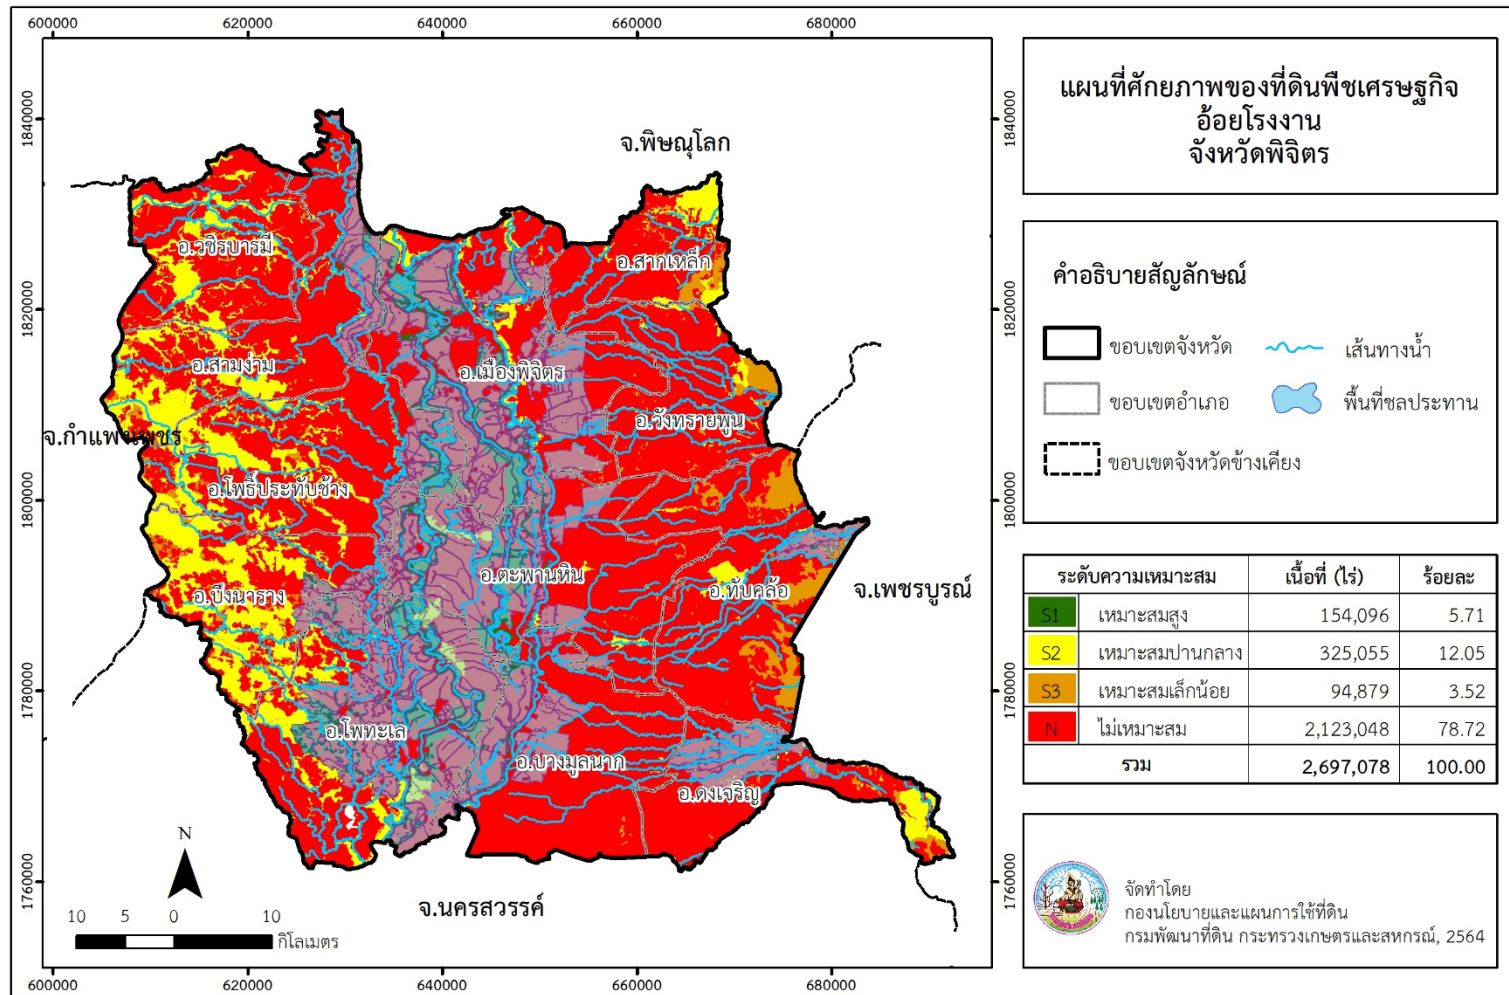 600000 620000 640000 660000 680000
1840000
1820000
1800000
1780000
1760000
1840000
1820000
1800000
1780000
1760000
600000 620000 640000 660000 680000
จ.พิษณุโลก
อ.วชิรบารมี
อ.สากเหล็ก
อ.สามง่าม
อ.เมืองพิจิตร
จ.กำแพงเพชร
อ.วังทรายพูน
อ.โพธิ์ประทับช้าง
อ.ตะพานหิน
อ.ทับคล้อ
จ.เพชรบูรณ์
อ.บึงนาราง
อ.โพทะเล
อ.บางมูลนาก
อ.ดงเจริญ
จ.นครสวรรค์
N
10 5 0 10
กิโลเมตร
แผนที่ศักยภาพของที่ดินพืชเศรษฐกิจ
อ้อยโรงงาน
จังหวัดพิจิตร
คำอธิบายสัญลักษณ์
ขอบเขตจังหวัด เส้นทางน้ำ
ขอบเขตอำเภอ พื้นที่ชลประทาน
ขอบเขตจังหวัดข้างเคียง
ระดับความเหมาะสม เนื้อที่ (ไร่) ร้อยละ
S1 เหมาะสมสูง 154,096 5.71
S2 เหมาะสมปานกลาง 325,055 12.05
S3 เหมาะสมเล็กน้อย 94,879 3.52
N ไม่เหมาะสม 2,123,048 78.72
รวม 2,697,078 100.00
จัดทำโดย
กองนโยบายและแผนการใช้ที่ดิน
กรมพัฒนาที่ดิน กระทรวงเกษตรและสหกรณ์, 2564